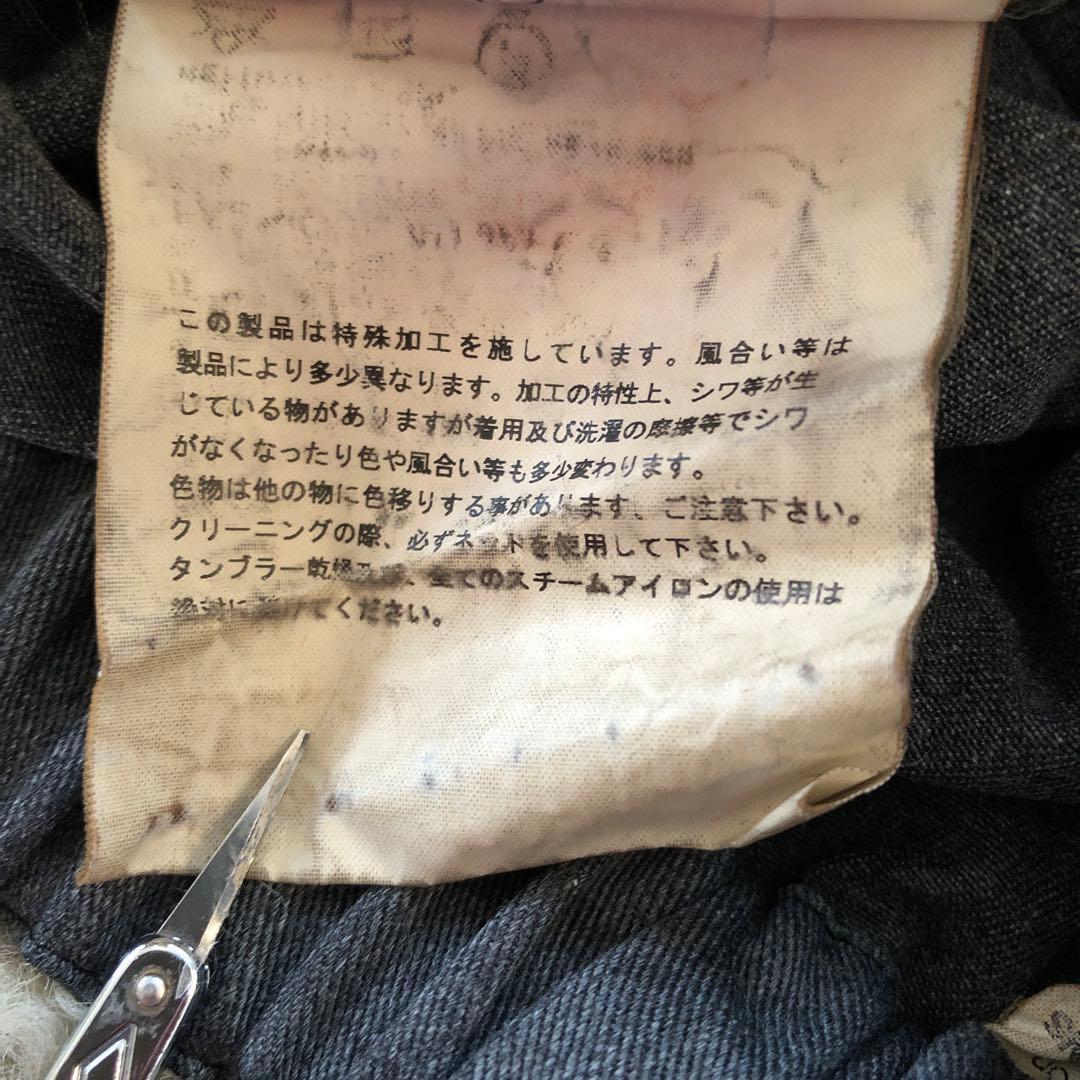 この製品は特殊加工を施しています。風合い等は
製品により多少異なります。加工の特性上、シワ等が生
じている物がありますが着用及び洗濯の摩擦等でシワ
がなくなったり色や風合い等も多少変わります。
色物は他の物に色移りする事があります、ご注意下さい。
クリーニングの際、必ずネットを使用して下さい。
タンブラー乾燥 全てのスチームアイロンの使用は
絶対に避けてください。